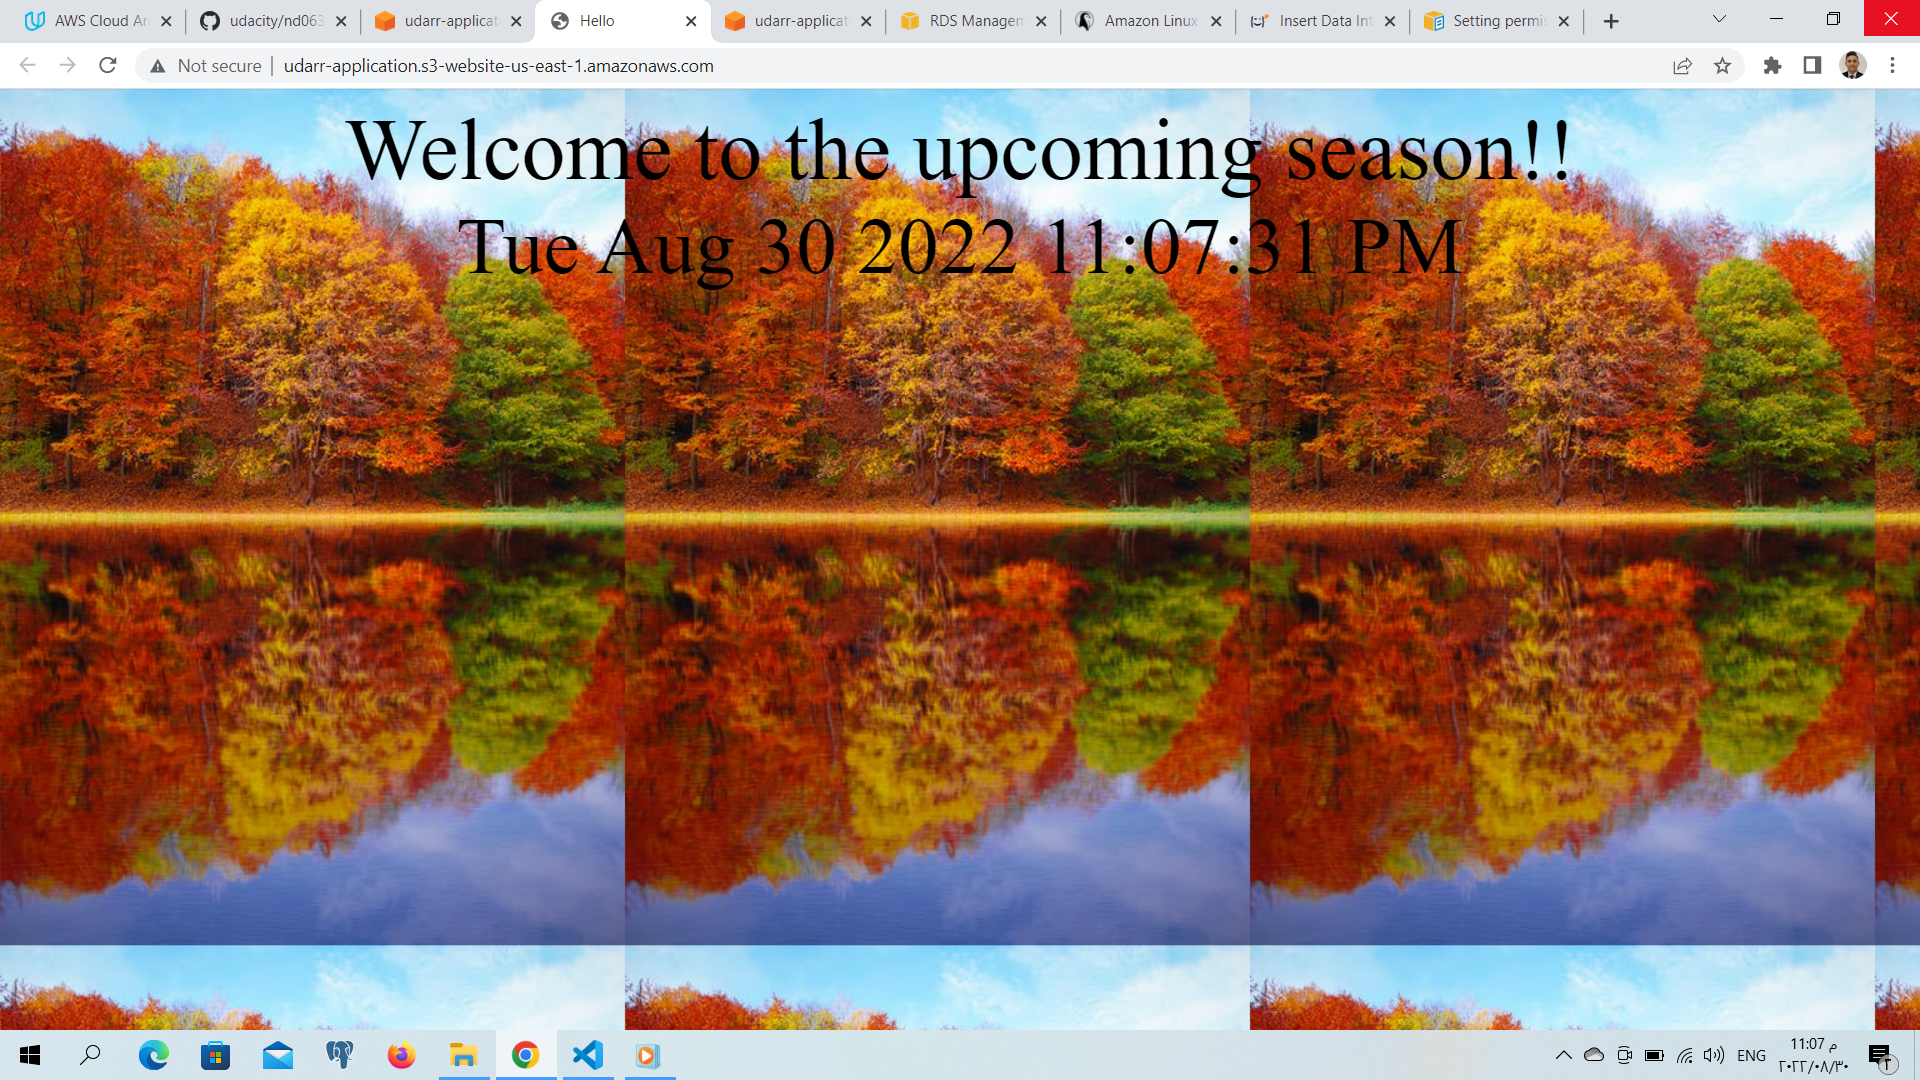 AWS Cloud Ar
udacity/nd063
udarr-applicat
Hello
udarr-applicat
RDS Managem
Amazon Linux
Insert Data Int
Setting permis
Not secure
udarr-application.s3-website-us-east-1.amazonaws.com
Welcome to the upcoming season!!
Tue Aug 30 2022 11:07:31 PM
ENG
11:07 م
٢٠٢٢/٠٨/٣٠
٢